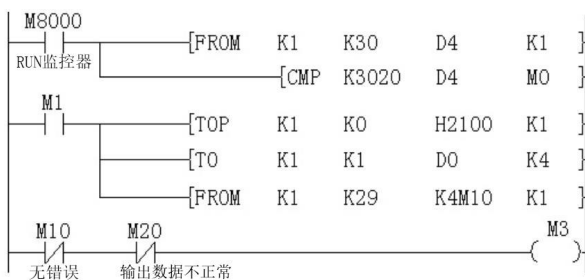 M8000
[FROM K1 K30 D4 K1 ]
RUN监控器
[CMP K3020 D4 M0 ]
M1
[TOP K1 K0 H2100 K1 ]
[TO K1 K1 D0 K4 ]
[FROM K1 K29 K4M10 K1 ]
M10 M20 M3
( )
无错误 输出数据不正常